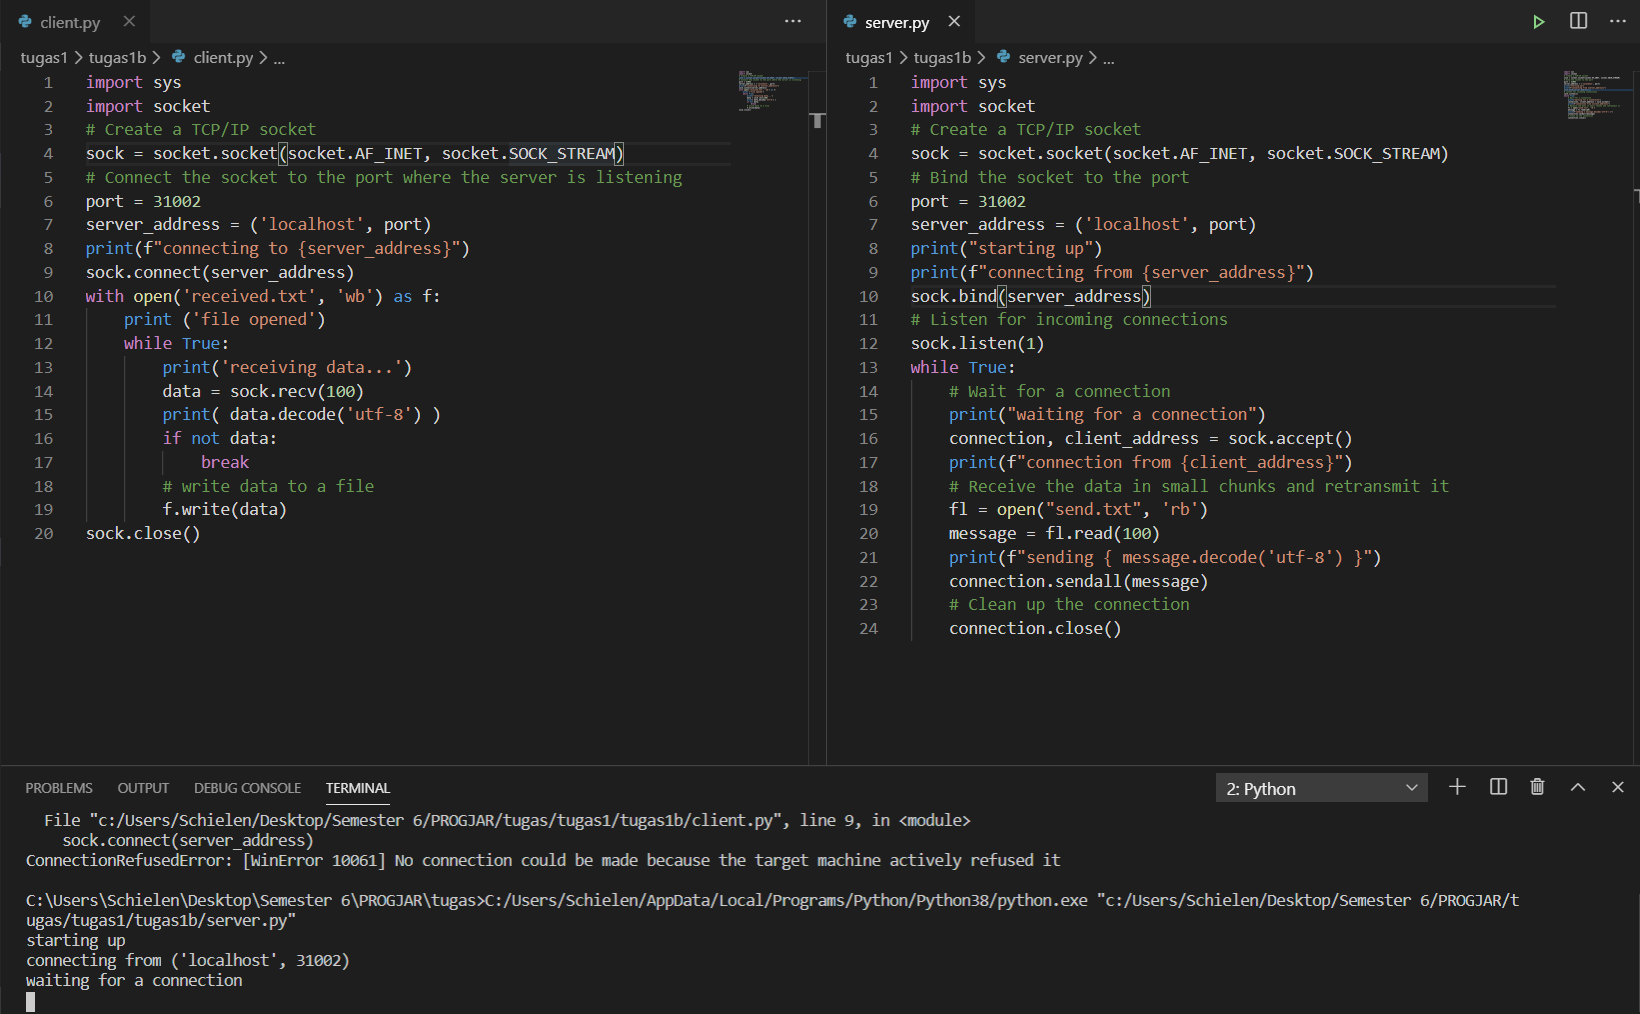 client.py
tugas1 > tugas1b > client.py > ...
1 import sys
2 import socket
3 # Create a TCP/IP socket
4 sock = socket.socket(socket.AF_INET, socket.SOCK_STREAM)
5 # Connect the socket to the port where the server is listening
6 port = 31002
7 server_address = ('localhost', port)
8 print(f"connecting to {server_address}")
9 sock.connect(server_address)
10 with open('received.txt', 'wb') as f:
11     print ('file opened')
12     while True:
13         print('receiving data...')
14         data = sock.recv(100)
15         print( data.decode('utf-8') )
16         if not data:
17             break
18         # write data to a file
19         f.write(data)
20 sock.close()
server.py
tugas1 > tugas1b > server.py > ...
1 import sys
2 import socket
3 # Create a TCP/IP socket
4 sock = socket.socket(socket.AF_INET, socket.SOCK_STREAM)
5 # Bind the socket to the port
6 port = 31002
7 server_address = ('localhost', port)
8 print("starting up")
9 print(f"connecting from {server_address}")
10 sock.bind(server_address)
11 # Listen for incoming connections
12 sock.listen(1)
13 while True:
14     # Wait for a connection
15     print("waiting for a connection")
16     connection, client_address = sock.accept()
17     print(f"connection from {client_address}")
18     # Receive the data in small chunks and retransmit it
19     fl = open("send.txt", 'rb')
20     message = fl.read(100)
21     print(f"sending { message.decode('utf-8') }")
22     connection.sendall(message)
23     # Clean up the connection
24     connection.close()
PROBLEMS OUTPUT DEBUG CONSOLE TERMINAL 2: Python
  File "c:/Users/Schielen/Desktop/Semester 6/PROGJAR/tugas/tugas1/tugas1b/client.py", line 9, in <module>
    sock.connect(server_address)
ConnectionRefusedError: [WinError 10061] No connection could be made because the target machine actively refused it
C:\Users\Schielen\Desktop\Semester 6\PROGJAR\tugas>C:/Users/Schielen/AppData/Local/Programs/Python/Python38/python.exe "c:/Users/Schielen/Desktop/Semester 6/PROGJAR/t
ugas/tugas1/tugas1b/server.py"
starting up
connecting from ('localhost', 31002)
waiting for a connection